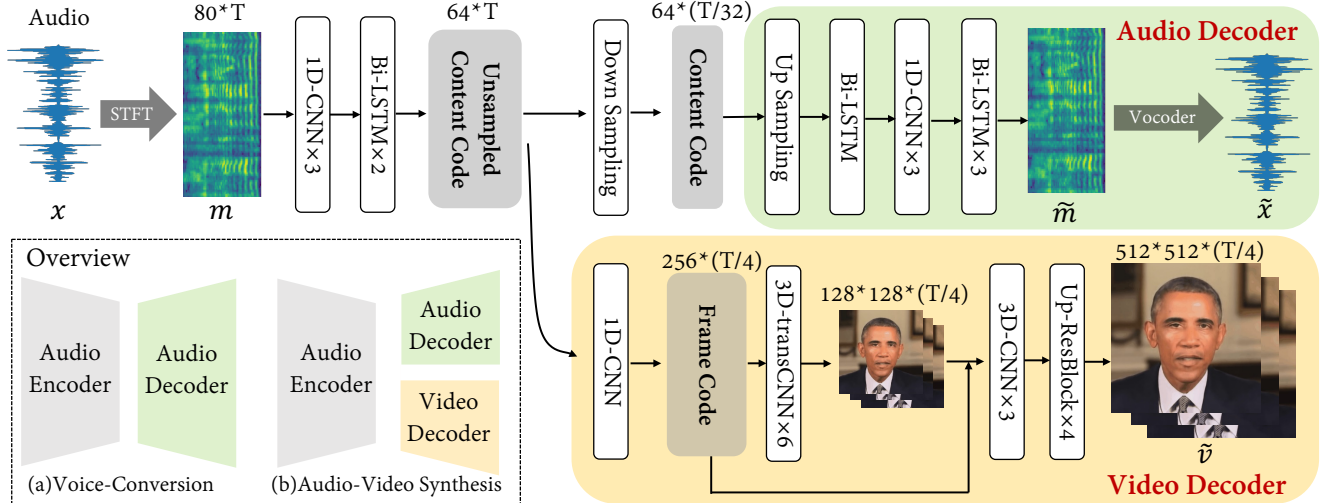 Audio
80*T
64*T
64*(T/32)
Audio Decoder
STFT
1D-CNN×3
Bi-LSTM×2
Unsampled
Content Code
Down Sampling
Content Code
Up Sampling
Bi-LSTM
1D-CNN×3
Bi-LSTM×3
Vocoder
x
m
m̃
x̃
Overview
Audio
Encoder
Audio
Decoder
Audio
Encoder
Audio
Decoder
Video
Decoder
(a)Voice-Conversion
(b)Audio-Video Synthesis
1D-CNN
256*(T/4)
Frame Code
3D-transCNN×6
128*128*(T/4)
3D-CNN×3
Up-ResBlock×4
512*512*(T/4)
ṽ
Video Decoder